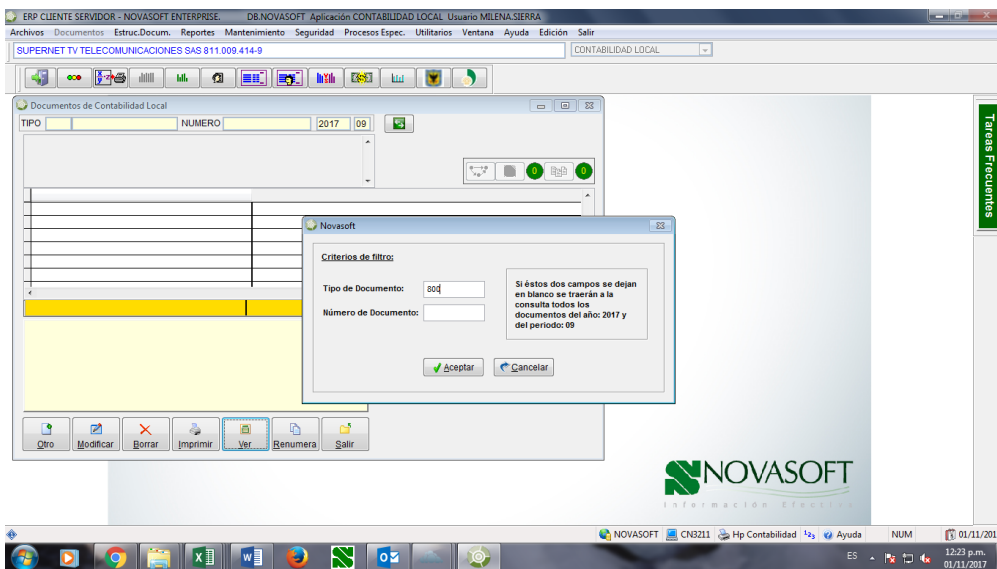 ERP CLIENTE SERVIDOR - NOVASOFT ENTERPRISE. DB.NOVASOFT Aplicación CONTABILIDAD LOCAL Usuario MILENA.SIERRA
Archivos Documentos Estruc.Docum. Reportes Mantenimiento Seguridad Procesos Espec. Utilitarios Ventana Ayuda Edición Salir
SUPERNET TV TELECOMUNICACIONES SAS 811.009.414-9 CONTABILIDAD LOCAL
Documentos de Contabilidad Local
TIPO NUMERO 2017 09
0 0
Tareas Frecuentes
Novasoft
Criterios de filtro:
Tipo de Documento: 800
Número de Documento:
Si éstos dos campos se dejan
en blanco se traerán a la
consulta todos los
documentos del año: 2017 y
del periodo: 09
Aceptar Cancelar
Otro Modificar Borrar Imprimir Ver Renumera Salir
NOVASOFT
Información Efectiva
NOVASOFT CN3211 Hp Contabilidad 123 Ayuda NUM 01/11/201
ES 12:23 p.m.
01/11/2017